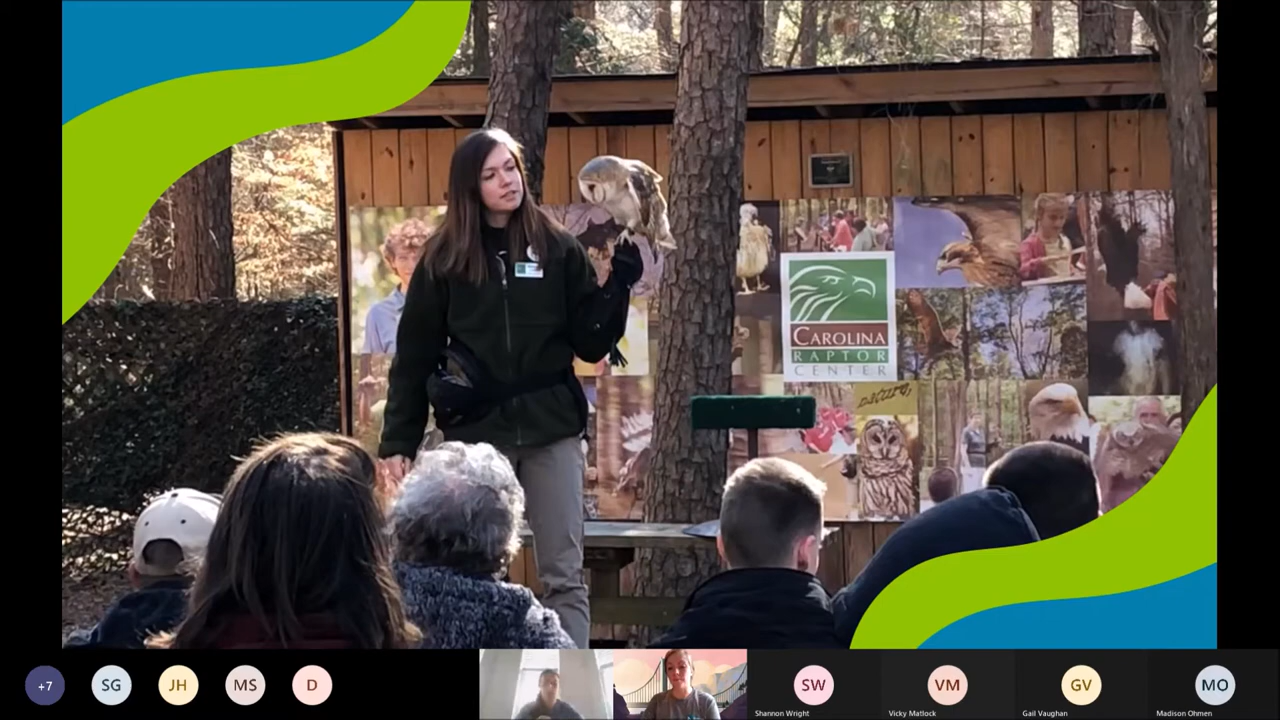 CAROLINA
RAPTOR
CENTER
+7
SG
JH
MS
D
SW
VM
GV
MO
Shannon Wright
Vicky Matlock
Gail Vaughan
Madison Ohmen